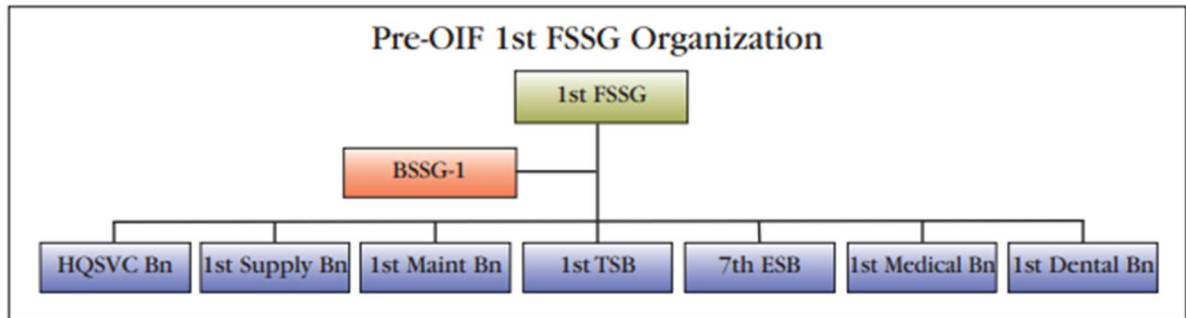 Pre-OIF 1st FSSG Organization
1st FSSG
BSSG-1
HQSVC Bn
1st Supply Bn
1st Maint Bn
1st TSB
7th ESB
1st Medical Bn
1st Dental Bn